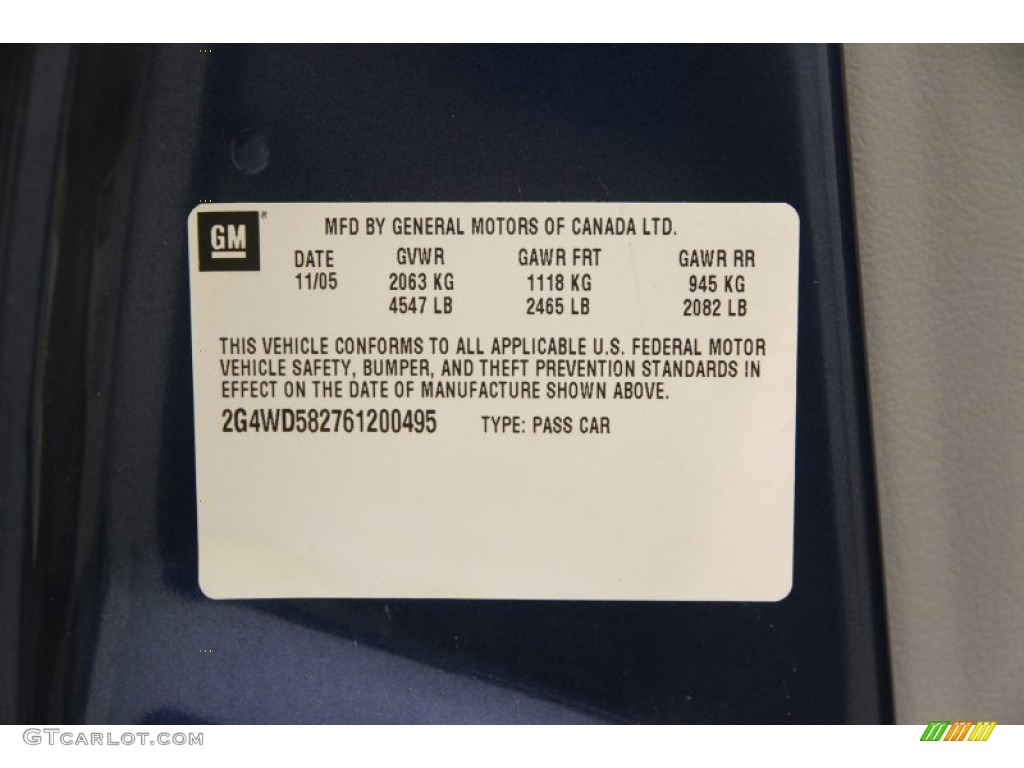 GM
MFD BY GENERAL MOTORS OF CANADA LTD.
DATE GVWR GAWR FRT GAWR RR
11/05 2063 KG 1118 KG 945 KG
4547 LB 2465 LB 2082 LB
THIS VEHICLE CONFORMS TO ALL APPLICABLE U.S. FEDERAL MOTOR
VEHICLE SAFETY, BUMPER, AND THEFT PREVENTION STANDARDS IN
EFFECT ON THE DATE OF MANUFACTURE SHOWN ABOVE.
2G4WD582761200495 TYPE: PASS CAR
GTCarLot.com